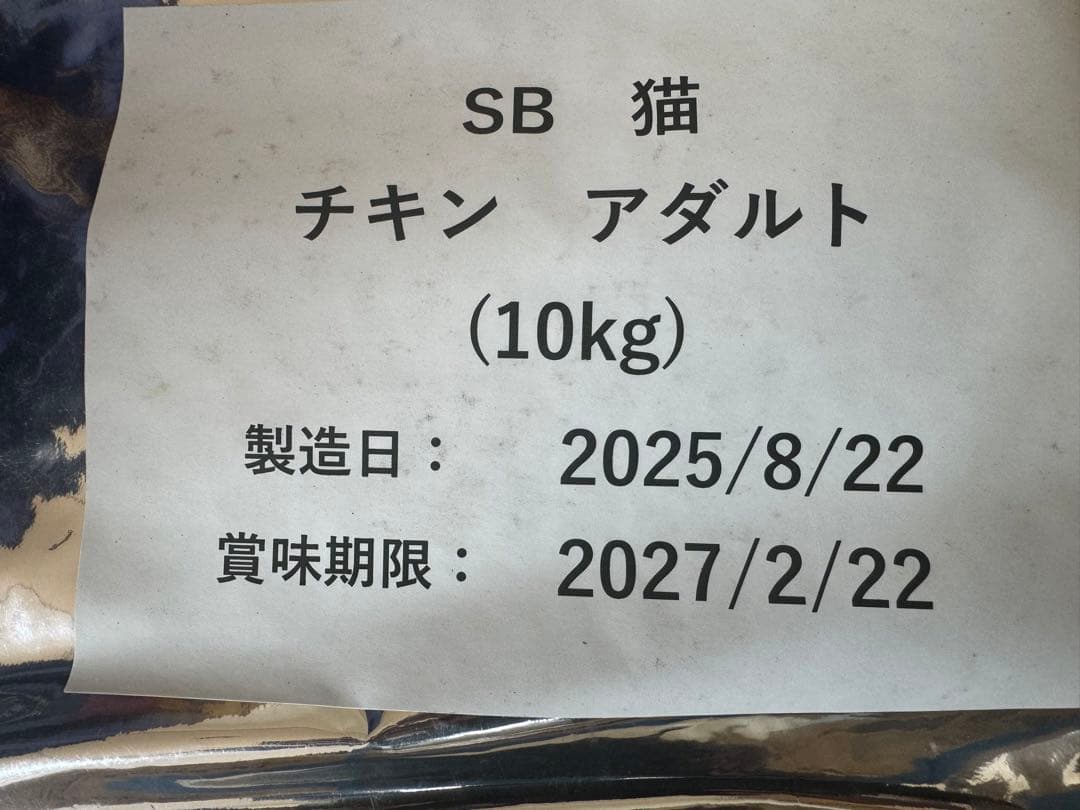 SB 猫
チキン アダルト
(10kg)
製造日： 2025/8/22
賞味期限： 2027/2/22